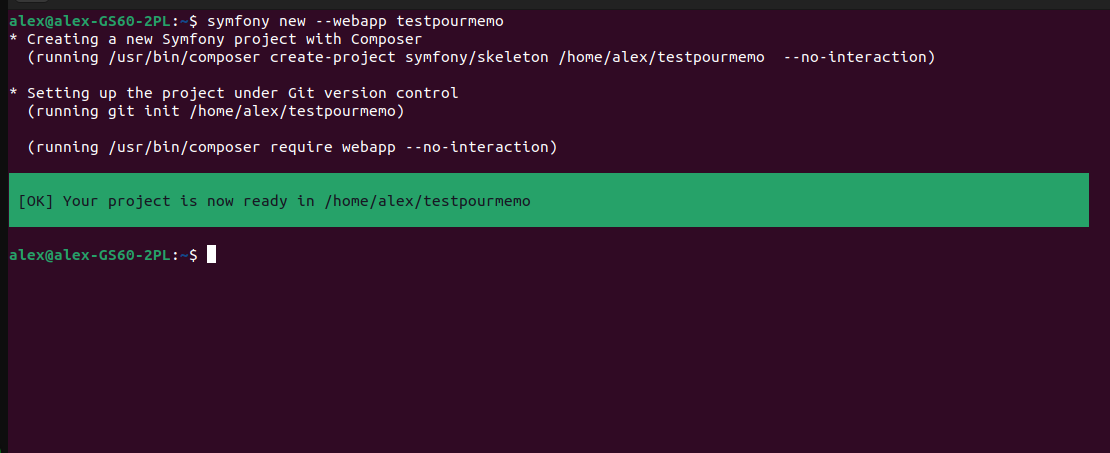 alex@alex-GS60-2PL:~$ symfony new --webapp testpourmemo
* Creating a new Symfony project with Composer
(running /usr/bin/composer create-project symfony/skeleton /home/alex/testpourmemo  --no-interaction)
* Setting up the project under Git version control
(running git init /home/alex/testpourmemo)
(running /usr/bin/composer require webapp --no-interaction)
[OK] Your project is now ready in /home/alex/testpourmemo
alex@alex-GS60-2PL:~$